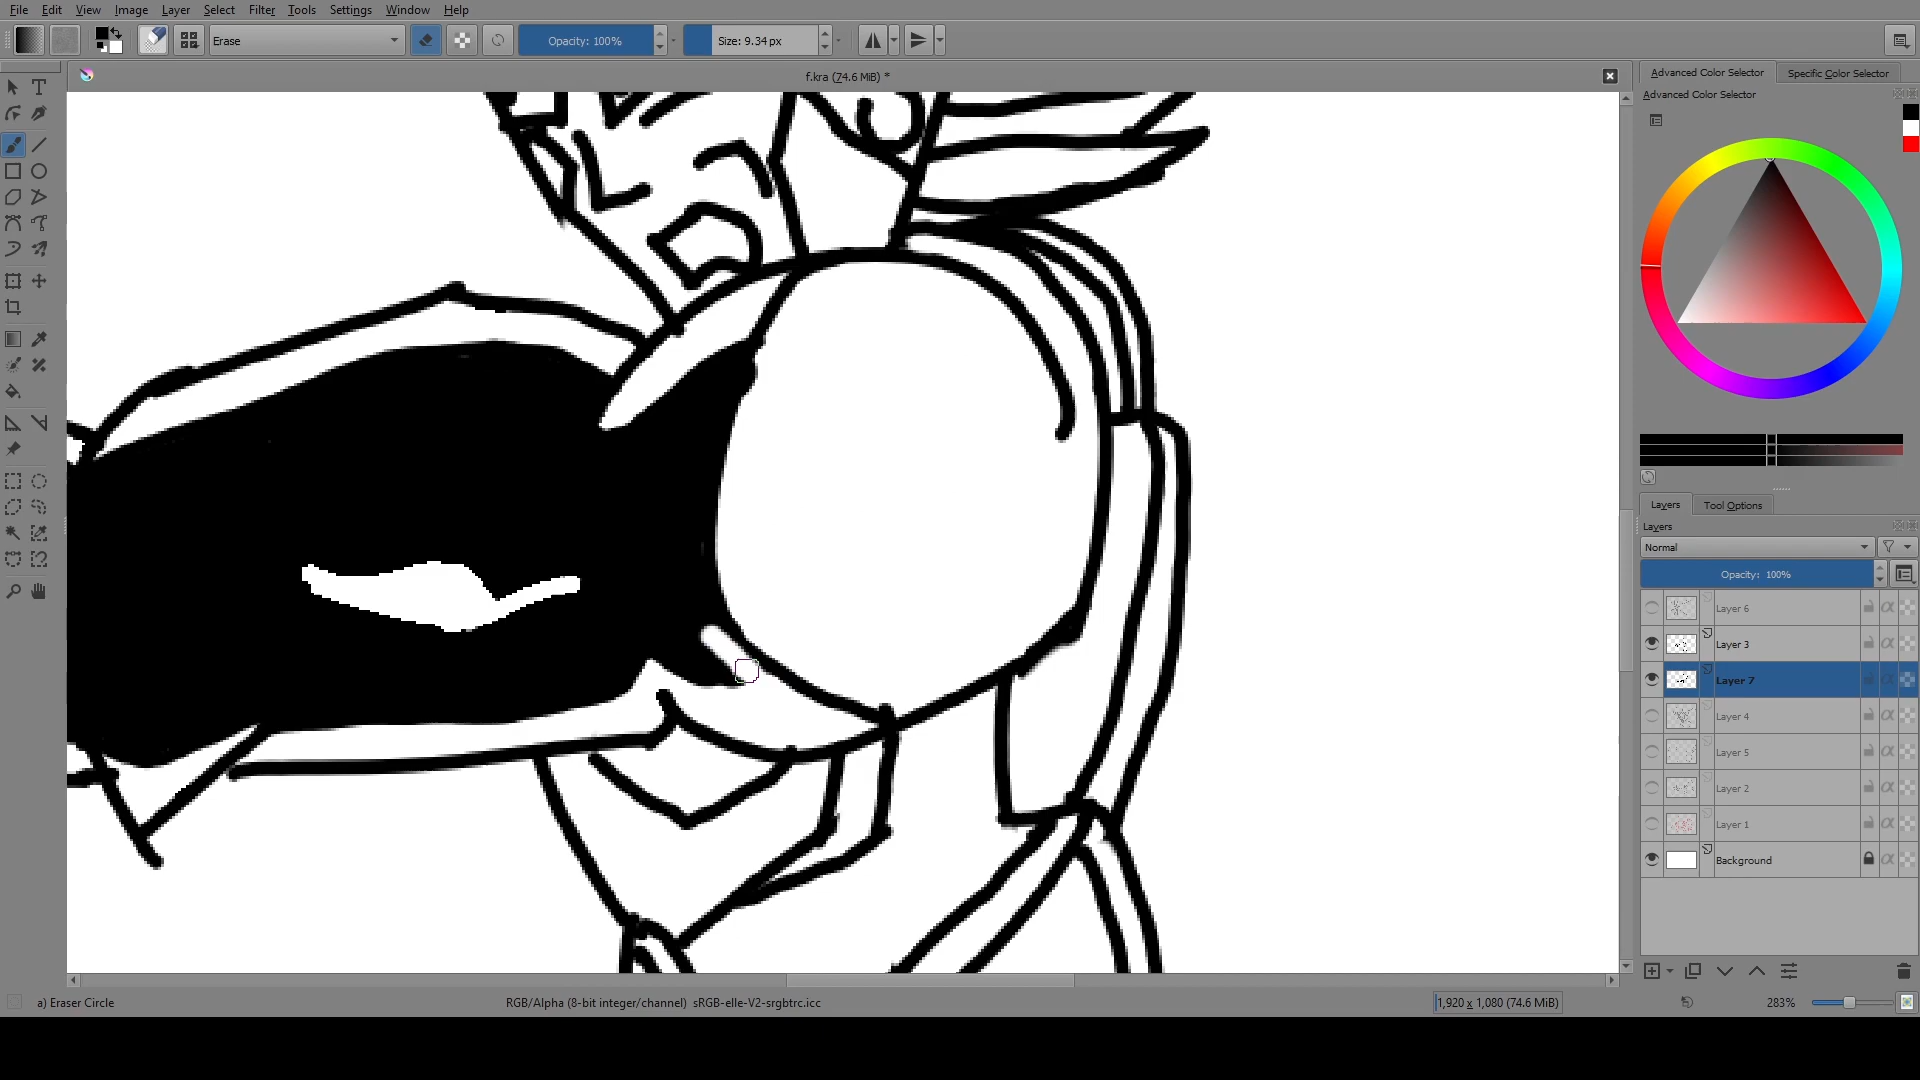 File Edit View Image Layer Select Filter Tools Settings Window Help
Erase
Opacity: 100%
Size: 9.34 px
f.kra (74.6 MiB) *
Advanced Color Selector
Specific Color Selector
Advanced Color Selector
Layers
Tool Options
Layers
Normal
Opacity: 100%
Layer 6
Layer 3
Layer 7
Layer 4
Layer 5
Layer 2
Layer 1
Background
a) Eraser Circle
RGB/Alpha (8-bit integer/channel) sRGB-elle-V2-srgbtrc.icc
1,920 x 1,080 (74.6 MiB)
283%